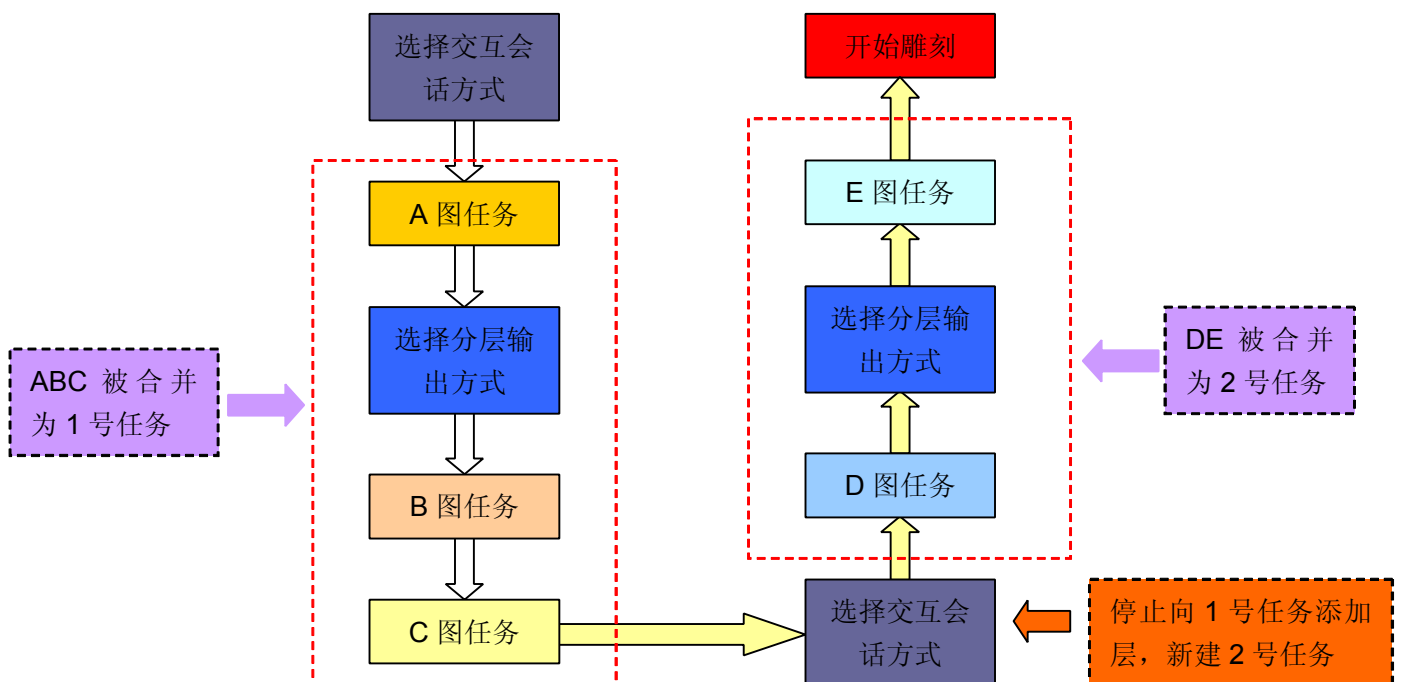 选择交互会
话方式
A 图任务
选择分层输
出方式
ABC 被合并
为 1 号任务
B 图任务
C 图任务
开始雕刻
E 图任务
选择分层输
出方式
DE 被合并
为 2 号任务
D 图任务
选择交互会
话方式
停止向 1 号任务添加
层，新建 2 号任务